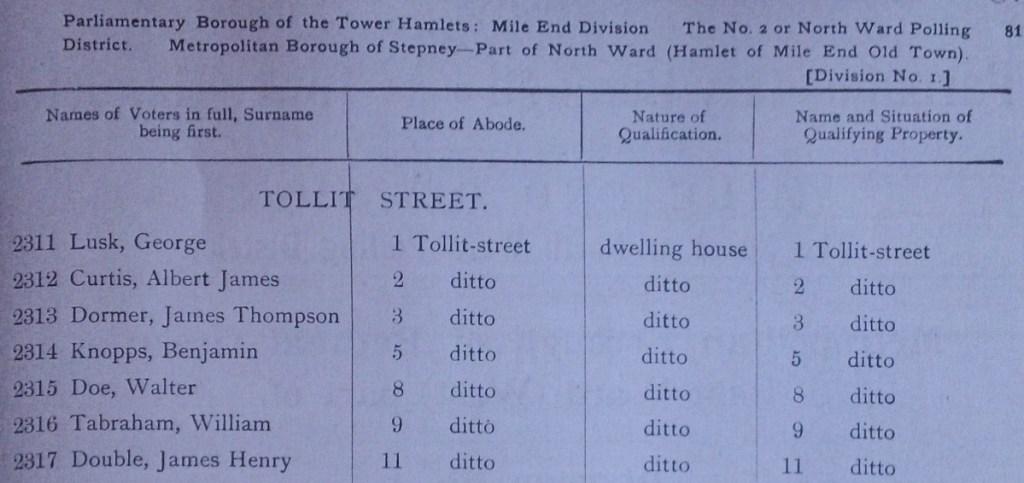 Parliamentary Borough of the Tower Hamlets: Mile End Division The No. 2 or North Ward Polling 81
District. Metropolitan Borough of Stepney—Part of North Ward (Hamlet of Mile End Old Town).
[Division No. 1.]
Names of Voters in full, Surname being first. Place of Abode. Nature of Qualification. Name and Situation of Qualifying Property.
TOLLIT STREET.
2311 Lusk, George 1 Tollit-street dwelling house 1 Tollit-street
2312 Curtis, Albert James 2 ditto ditto 2 ditto
2313 Dormer, James Thompson 3 ditto ditto 3 ditto
2314 Knopps, Benjamin 5 ditto ditto 5 ditto
2315 Doe, Walter 8 ditto ditto 8 ditto
2316 Tabraham, William 9 ditto ditto 9 ditto
2317 Double, James Henry 11 ditto ditto 11 ditto